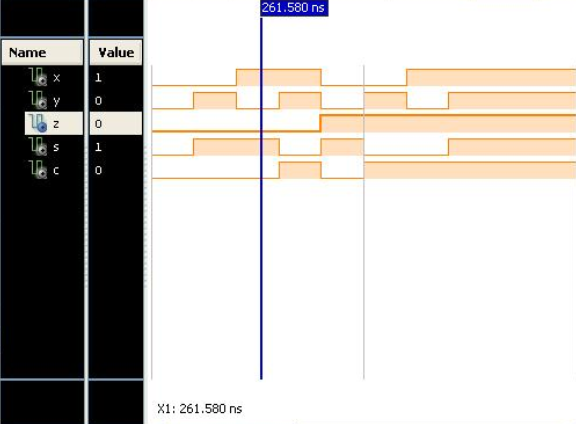 261.580 ns
Name Value
x 1
y 0
z 0
s 1
c 0
X1: 261.580 ns